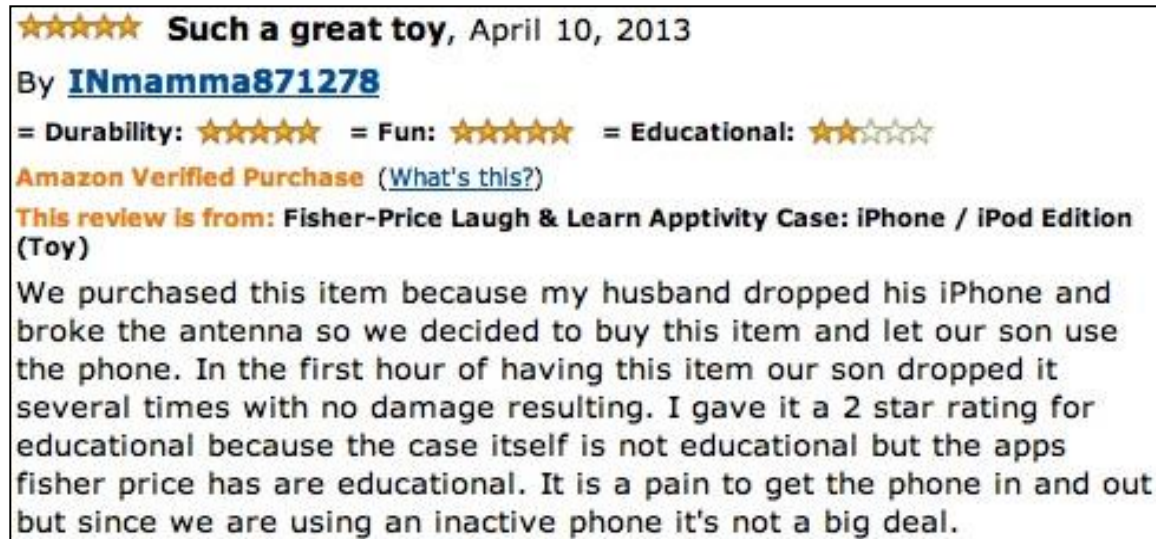 Such a great toy, April 10, 2013
By INmamma871278
= Durability: = Fun: = Educational:
Amazon Verified Purchase (What's this?)
This review is from: Fisher-Price Laugh & Learn Apptivity Case: iPhone / iPod Edition
(Toy)
We purchased this item because my husband dropped his iPhone and
broke the antenna so we decided to buy this item and let our son use
the phone. In the first hour of having this item our son dropped it
several times with no damage resulting. I gave it a 2 star rating for
educational because the case itself is not educational but the apps
fisher price has are educational. It is a pain to get the phone in and out
but since we are using an inactive phone it's not a big deal.